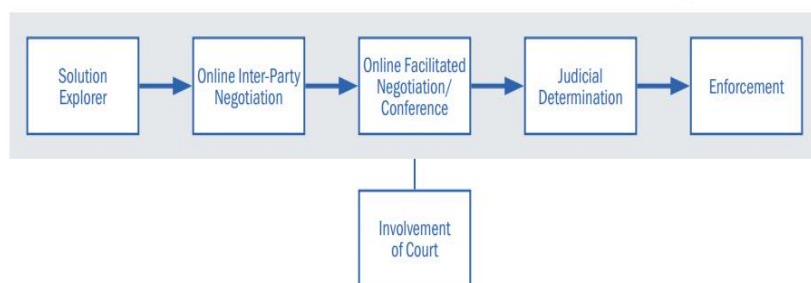 Solution
Explorer
Online Inter-Party
Negotiation
Online Facilitated
Negotiation/
Conference
Judicial
Determination
Enforcement
Involvement
of Court